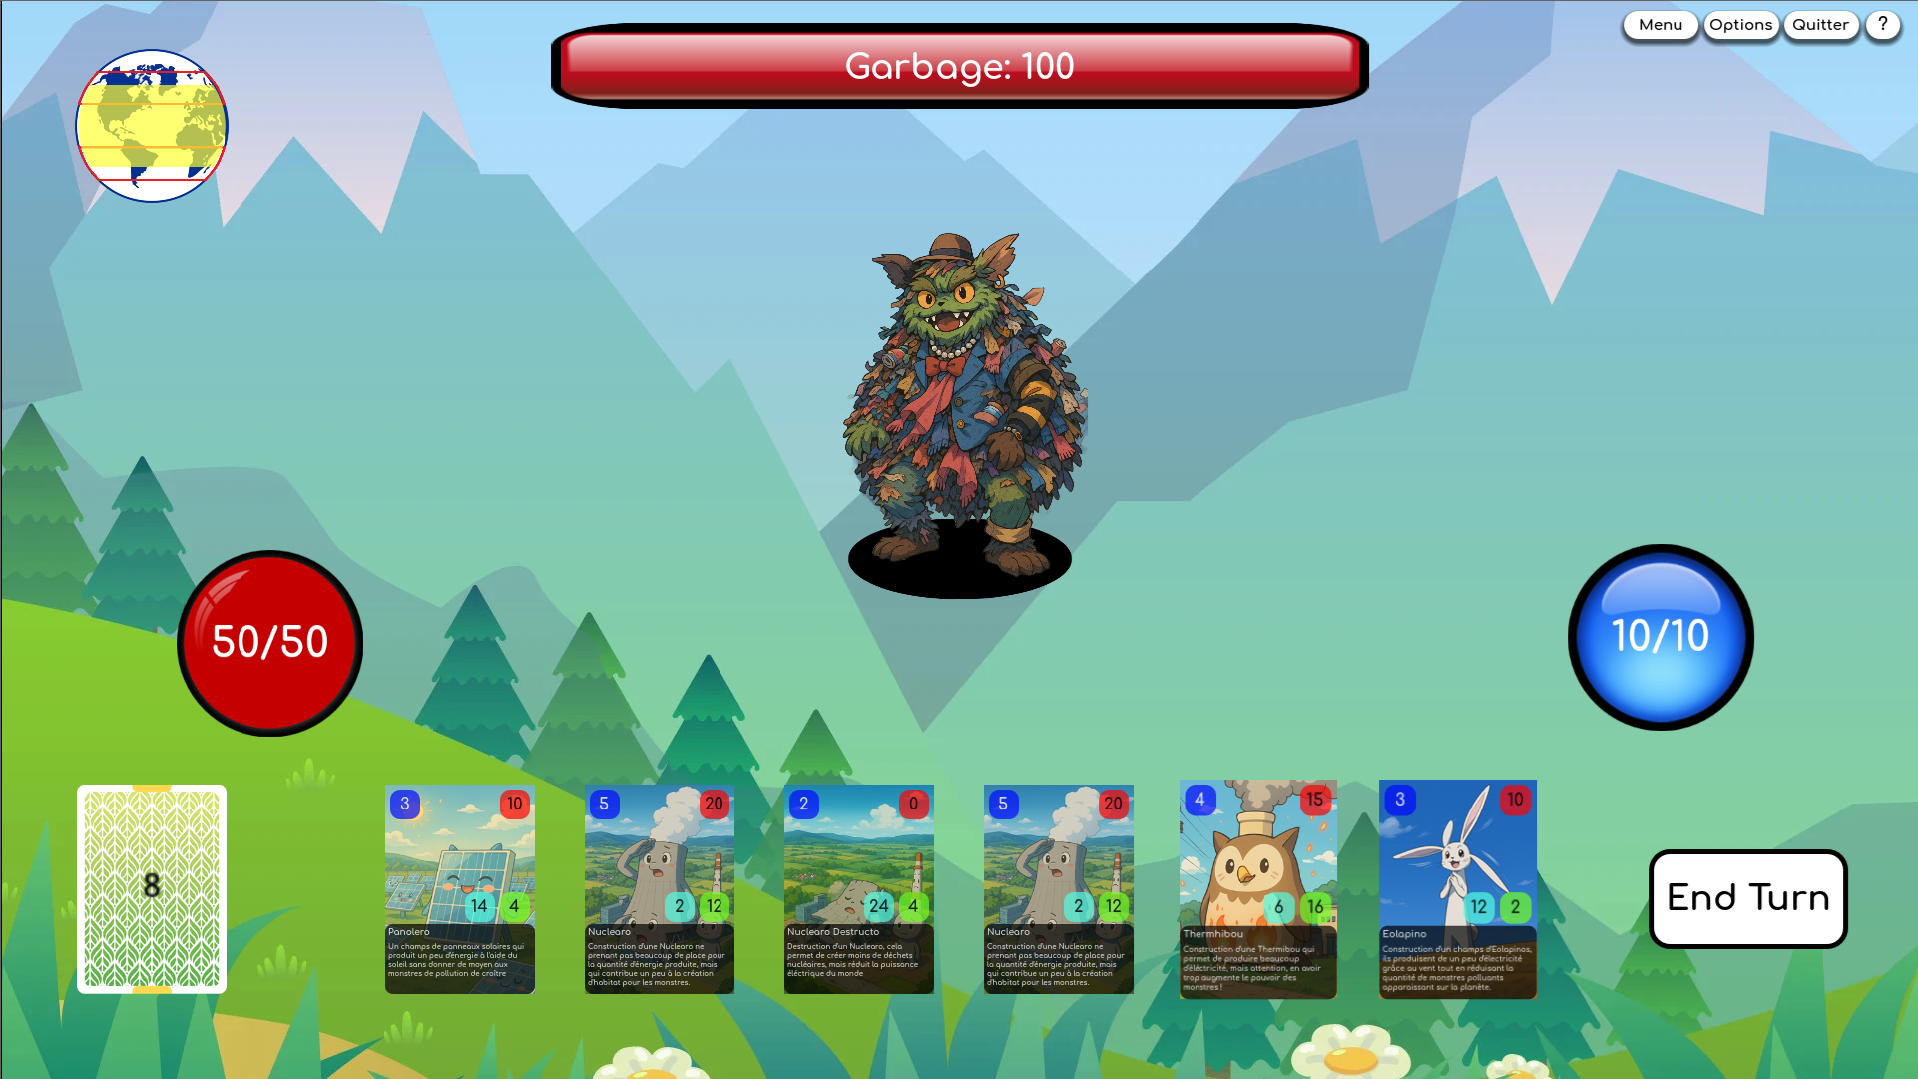 Menu
Options
Quitter
?
Garbage: 100
50/50
10/10
8
3
10
14
4
Panolero
Un champs de panneaux solaires qui
produit un peu d'énergie à l'aide du
soleil sans donner de moyen aux
monstres de pollution de croître
5
20
2
12
Nuclearo
Construction d'une Nuclearo ne
prenant pas beaucoup de place pour
la quantité d'énergie produite, mais
qui contribue un peu à la création
d'habitat pour les monstres.
2
0
24
4
Nuclearo Destructo
Destruction d'un Nuclearo, cela
permet de créer moins de déchets
nucléaires, mais réduit la puissance
éléctrique du monde
5
20
2
12
Nuclearo
Construction d'une Nuclearo ne
prenant pas beaucoup de place pour
la quantité d'énergie produite, mais
qui contribue un peu à la création
d'habitat pour les monstres.
4
15
6
16
Thermhibou
Construction d'une Thermibou qui
permet de produire beaucoup
d'éléctricité, mais attention, en avoir
trop augmente le pouvoir des
monstres !
3
10
12
2
Eolapino
Construction d'un champs d'Eolapinos,
ils produisent de un peu d'électricité
grâce au vent tout en réduisant la
quantité de monstres polluants
apparaissant sur la planète.
End Turn